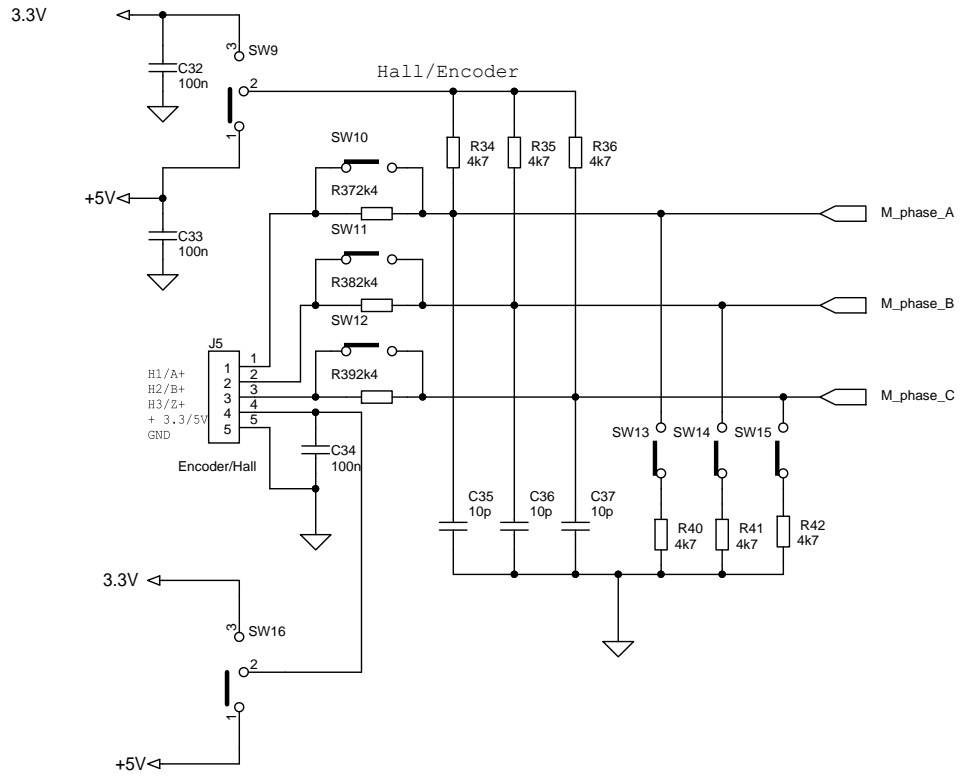 3.3V
3
SW9
C32
100n
2
Hall/Encoder
1
SW10
R34
4k7
R35
4k7
R36
4k7
R372k4
+5V
SW11
M_phase_A
C33
100n
R382k4
SW12
M_phase_B
J5
1
1
H1/A+
2
2
H2/B+
3
3
H3/Z+
4
4
+ 3.3/5V
5
5
GND
R392k4
M_phase_C
Encoder/Hall
C34
100n
SW13
SW14
SW15
C35
10p
C36
10p
C37
10p
R40
4k7
R41
4k7
R42
4k7
3.3V
3
SW16
2
1
+5V